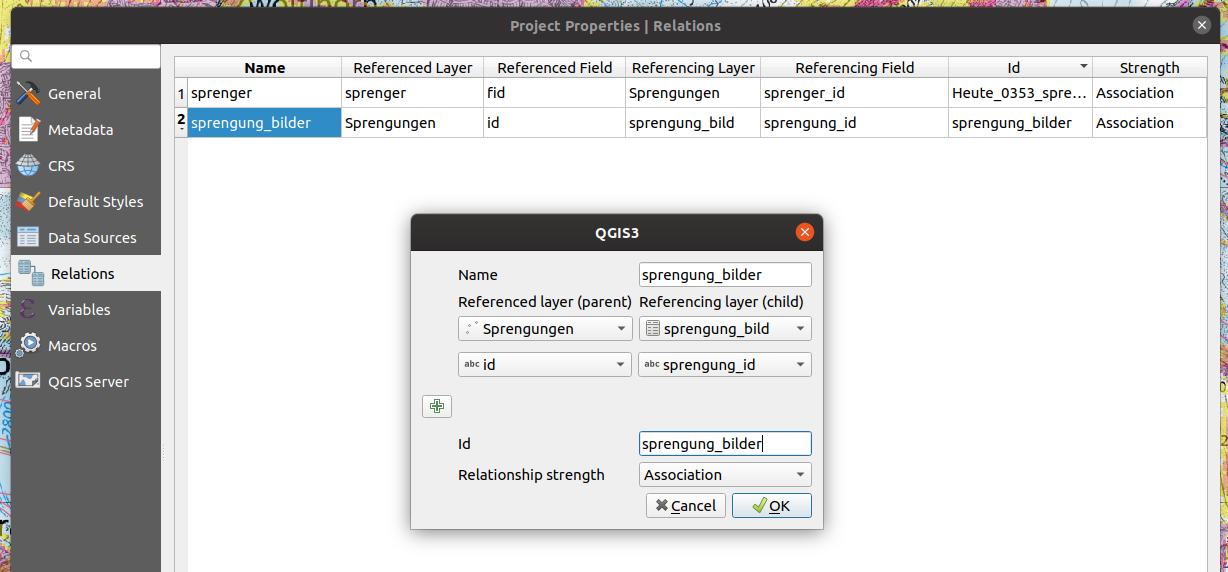 Project Properties | Relations
General
Metadata
CRS
Default Styles
Data Sources
Relations
Variables
Macros
QGIS Server
Name Referenced Layer Referenced Field Referencing Layer Referencing Field Id Strength
1 sprenger sprenger fid Sprengungen sprenger_id Heute_0353_spre... Association
2 sprengung_bilder Sprengungen id sprengung_bild sprengung_id sprengung_bilder Association
QGIS3
Name sprengung_bilder
Referenced layer (parent) Referencing layer (child)
Sprengungen sprengung_bild
abc id abc sprengung_id
Id sprengung_bilder
Relationship strength Association
Cancel OK